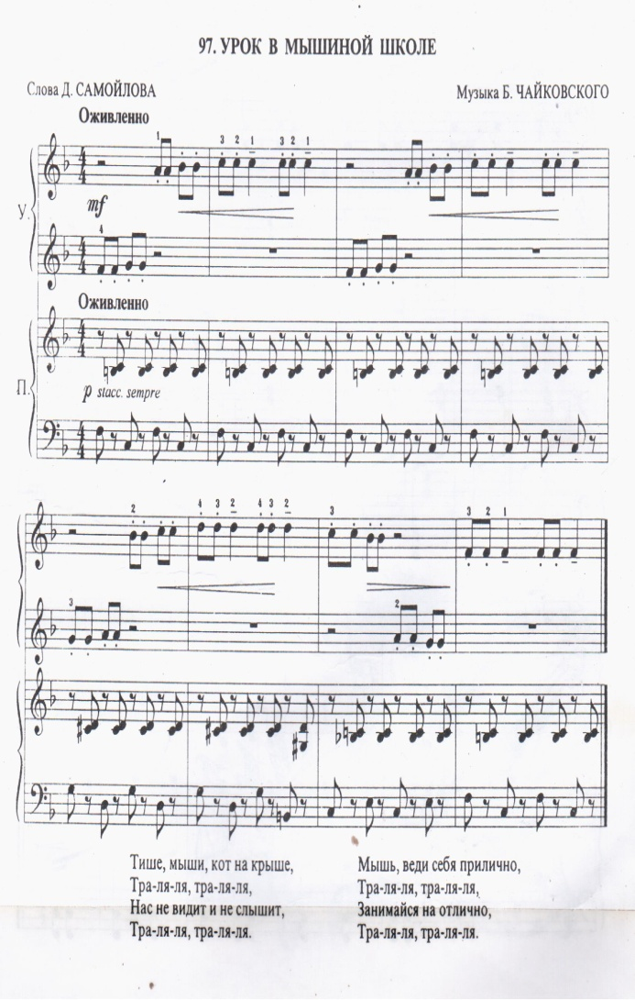 97. УРОК В МЫШИНОЙ ШКОЛЕ
Слова Д. САМОЙЛОВА
Музыка Б. ЧАЙКОВСКОГО
Оживленно
1 3 2 1 3 2 1
У.
mf
4
Оживленно
П.
p stacc. sempre
2 4 3 2 4 3 2 3 3 2 1
3 2
Тише, мыши, кот на крыше,
Тра-ля-ля, тра-ля-ля,
Нас не видит и не слышит,
Тра-ля-ля, тра-ля-ля.
Мышь, веди себя прилично,
Тра-ля-ля, тра-ля-ля,
Занимайся на отлично,
Тра-ля-ля, тра-ля-ля.